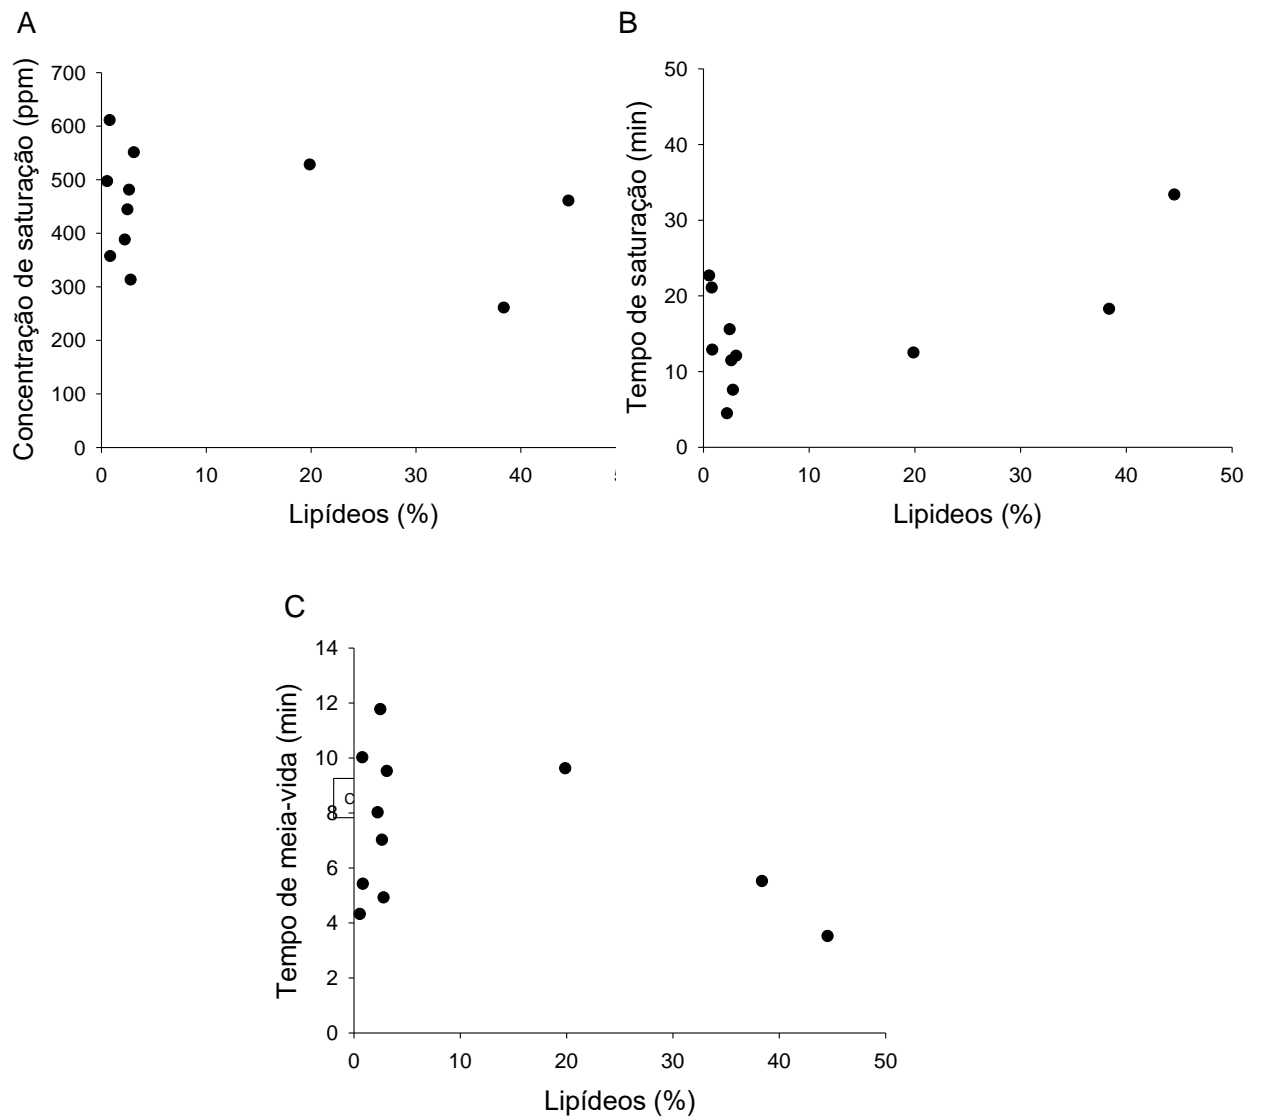 A
Concentração de saturação (ppm)
700
600
500
400
300
200
100
0
0 10 20 30 40
Lipídeos (%)
B
Tempo de saturação (min)
50
40
30
20
10
0
0 10 20 30 40 50
Lipideos (%)
C
Tempo de meia-vida (min)
14
12
10
8
6
4
2
0
0 10 20 30 40 50
Lipídeos (%)